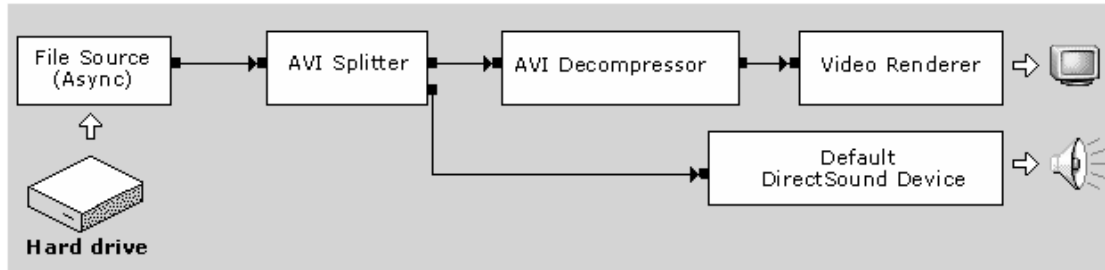 File Source
(Async)
AVI Splitter
AVI Decompressor
Video Renderer
Default
DirectSound Device
Hard drive